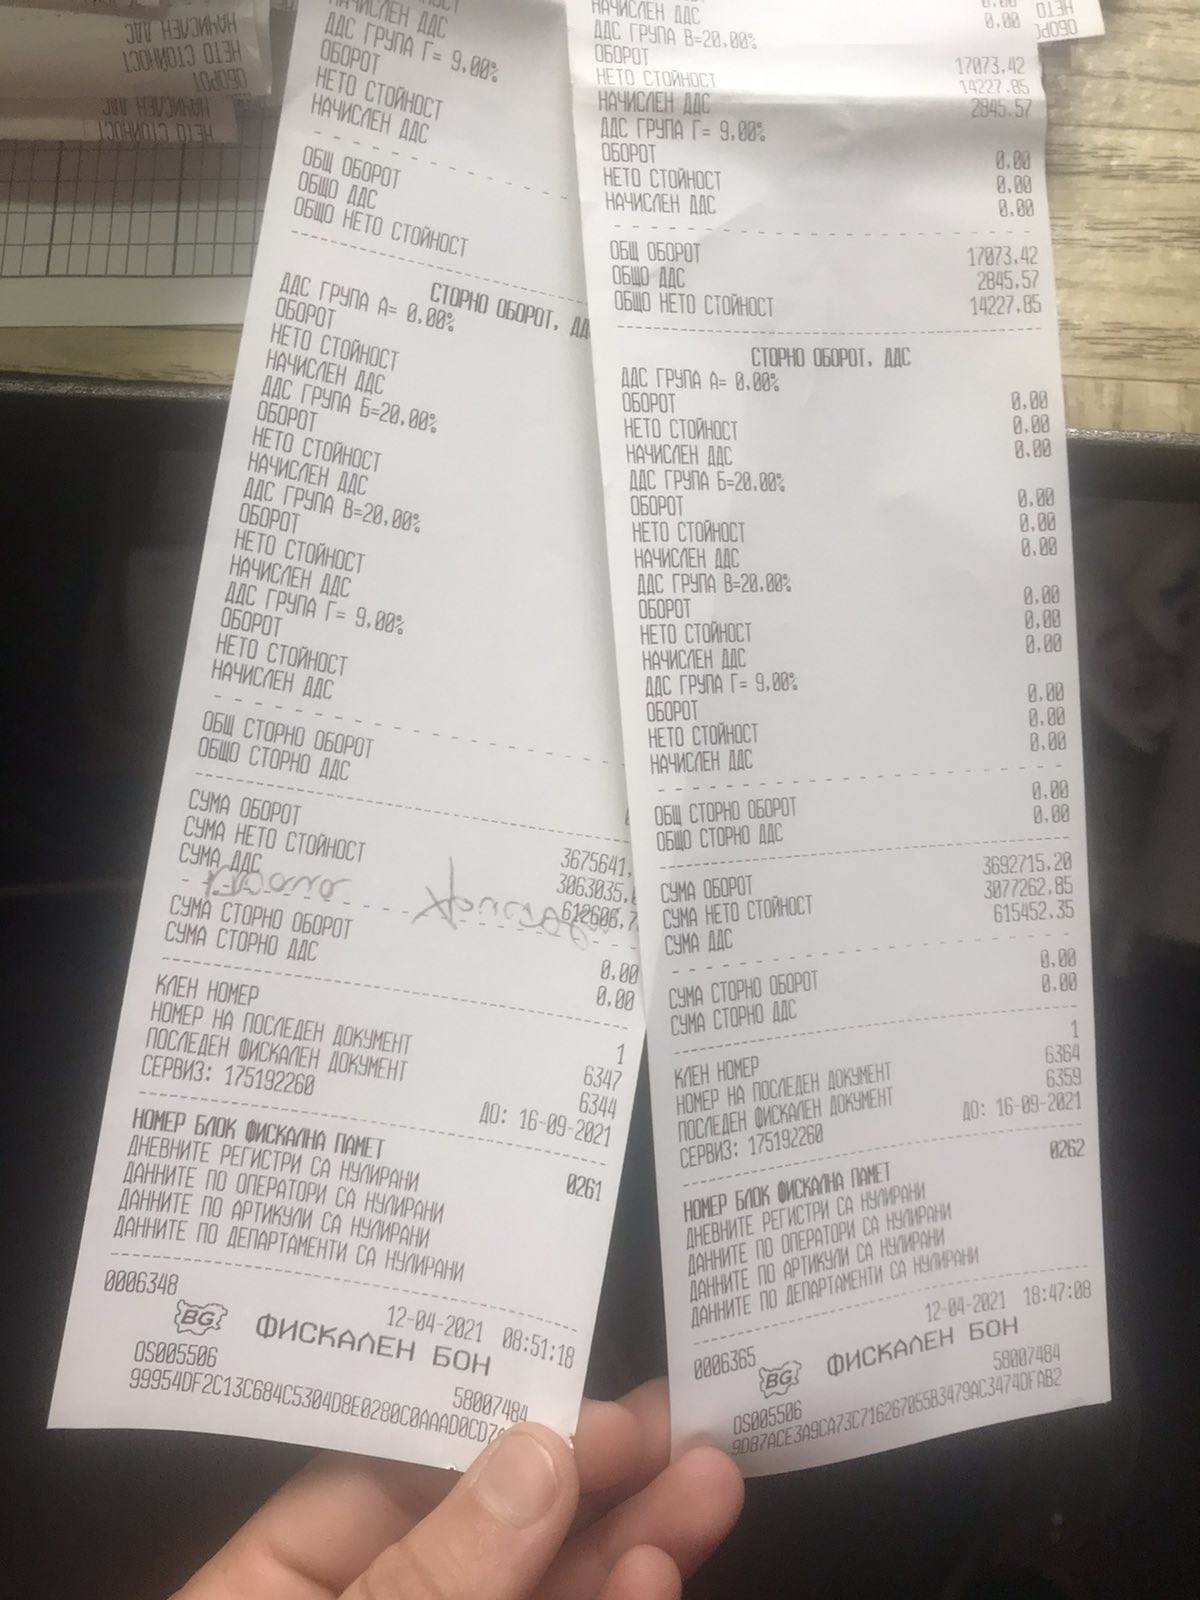 НАЧИСЛЕН ДДС
ДДС ГРУПА Г= 9,00%
ОБОРОТ
НЕТО СТОЙНОСТ
НАЧИСЛЕН ДДС
ОБЩ ОБОРОТ
ОБЩО ДДС
ОБЩО НЕТО СТОЙНОСТ
СТОРНО ОБОРОТ, ДД
ДДС ГРУПА А= 0,00%
ОБОРОТ
НЕТО СТОЙНОСТ
НАЧИСЛЕН ДДС
ДДС ГРУПА Б=20,00%
ОБОРОТ
НЕТО СТОЙНОСТ
НАЧИСЛЕН ДДС
ДДС ГРУПА В=20,00%
ОБОРОТ
НЕТО СТОЙНОСТ
НАЧИСЛЕН ДДС
ДДС ГРУПА Г= 9,00%
ОБОРОТ
НЕТО СТОЙНОСТ
НАЧИСЛЕН ДДС
ОБЩ СТОРНО ОБОРОТ
ОБЩО СТОРНО ДДС
СУМА ОБОРОТ 3675641,
СУМА НЕТО СТОЙНОСТ 3063035,
СУМА ДДС 612606,7
СУМА СТОРНО ОБОРОТ 0,00
СУМА СТОРНО ДДС 0,00
КЛЕН НОМЕР 1
НОМЕР НА ПОСЛЕДЕН ДОКУМЕНТ 6347
ПОСЛЕДЕН ФИСКАЛЕН ДОКУМЕНТ 6344
СЕРВИЗ: 175192260 ДО: 16-09-2021
НОМЕР БЛОК ФИСКАЛНА ПАМЕТ 0261
ДНЕВНИТЕ РЕГИСТРИ СА НУЛИРАНИ
ДАННИТЕ ПО ОПЕРАТОРИ СА НУЛИРАНИ
ДАННИТЕ ПО АРТИКУЛИ СА НУЛИРАНИ
ДАННИТЕ ПО ДЕПАРТАМЕНТИ СА НУЛИРАНИ
0006348 12-04-2021 08:51:18
BG ФИСКАЛЕН БОН
OS005506 58007484
99954DF2C13C684C5304D8E0280C0AAAD0CD7
НАЧИСЛЕН ДДС 0.00
ДДС ГРУПА В=20,00%
ОБОРОТ 17073,42
НЕТО СТОЙНОСТ 14227,85
НАЧИСЛЕН ДДС 2845,57
ДДС ГРУПА Г= 9,00%
ОБОРОТ 0,00
НЕТО СТОЙНОСТ 0,00
НАЧИСЛЕН ДДС 0,00
ОБЩ ОБОРОТ 17073,42
ОБЩО ДДС 2845,57
ОБЩО НЕТО СТОЙНОСТ 14227,85
СТОРНО ОБОРОТ, ДДС
ДДС ГРУПА А= 0,00%
ОБОРОТ 0,00
НЕТО СТОЙНОСТ 0,00
НАЧИСЛЕН ДДС 0,00
ДДС ГРУПА Б=20,00%
ОБОРОТ 0,00
НЕТО СТОЙНОСТ 0,00
НАЧИСЛЕН ДДС 0,00
ДДС ГРУПА В=20,00%
ОБОРОТ 0,00
НЕТО СТОЙНОСТ 0,00
НАЧИСЛЕН ДДС 0,00
ДДС ГРУПА Г= 9,00%
ОБОРОТ 0,00
НЕТО СТОЙНОСТ 0,00
НАЧИСЛЕН ДДС 0,00
ОБЩ СТОРНО ОБОРОТ 0,00
ОБЩО СТОРНО ДДС 0,00
СУМА ОБОРОТ 3692715,20
СУМА НЕТО СТОЙНОСТ 3077262,85
СУМА ДДС 615452,35
СУМА СТОРНО ОБОРОТ 0,00
СУМА СТОРНО ДДС 0,00
КЛЕН НОМЕР 1
НОМЕР НА ПОСЛЕДЕН ДОКУМЕНТ 6364
ПОСЛЕДЕН ФИСКАЛЕН ДОКУМЕНТ 6359
СЕРВИЗ: 175192260 ДО: 16-09-2021
НОМЕР БЛОК ФИСКАЛНА ПАМЕТ 0262
ДНЕВНИТЕ РЕГИСТРИ СА НУЛИРАНИ
ДАННИТЕ ПО ОПЕРАТОРИ СА НУЛИРАНИ
ДАННИТЕ ПО АРТИКУЛИ СА НУЛИРАНИ
ДАННИТЕ ПО ДЕПАРТАМЕНТИ СА НУЛИРАНИ
0006365 12-04-2021 18:47:08
BG ФИСКАЛЕН БОН
OS005506 58007484
9D87ACE3A9CA73C716267055B3479AC3474DFAB2
НАЧИСЛЕН ДДС
НЕТО СТОЙНОСТ
ОБОРОТ
НАЧИСЛЕН ДДС
НЕТО СТОЙНОСТ
НЕТО
ОБОР